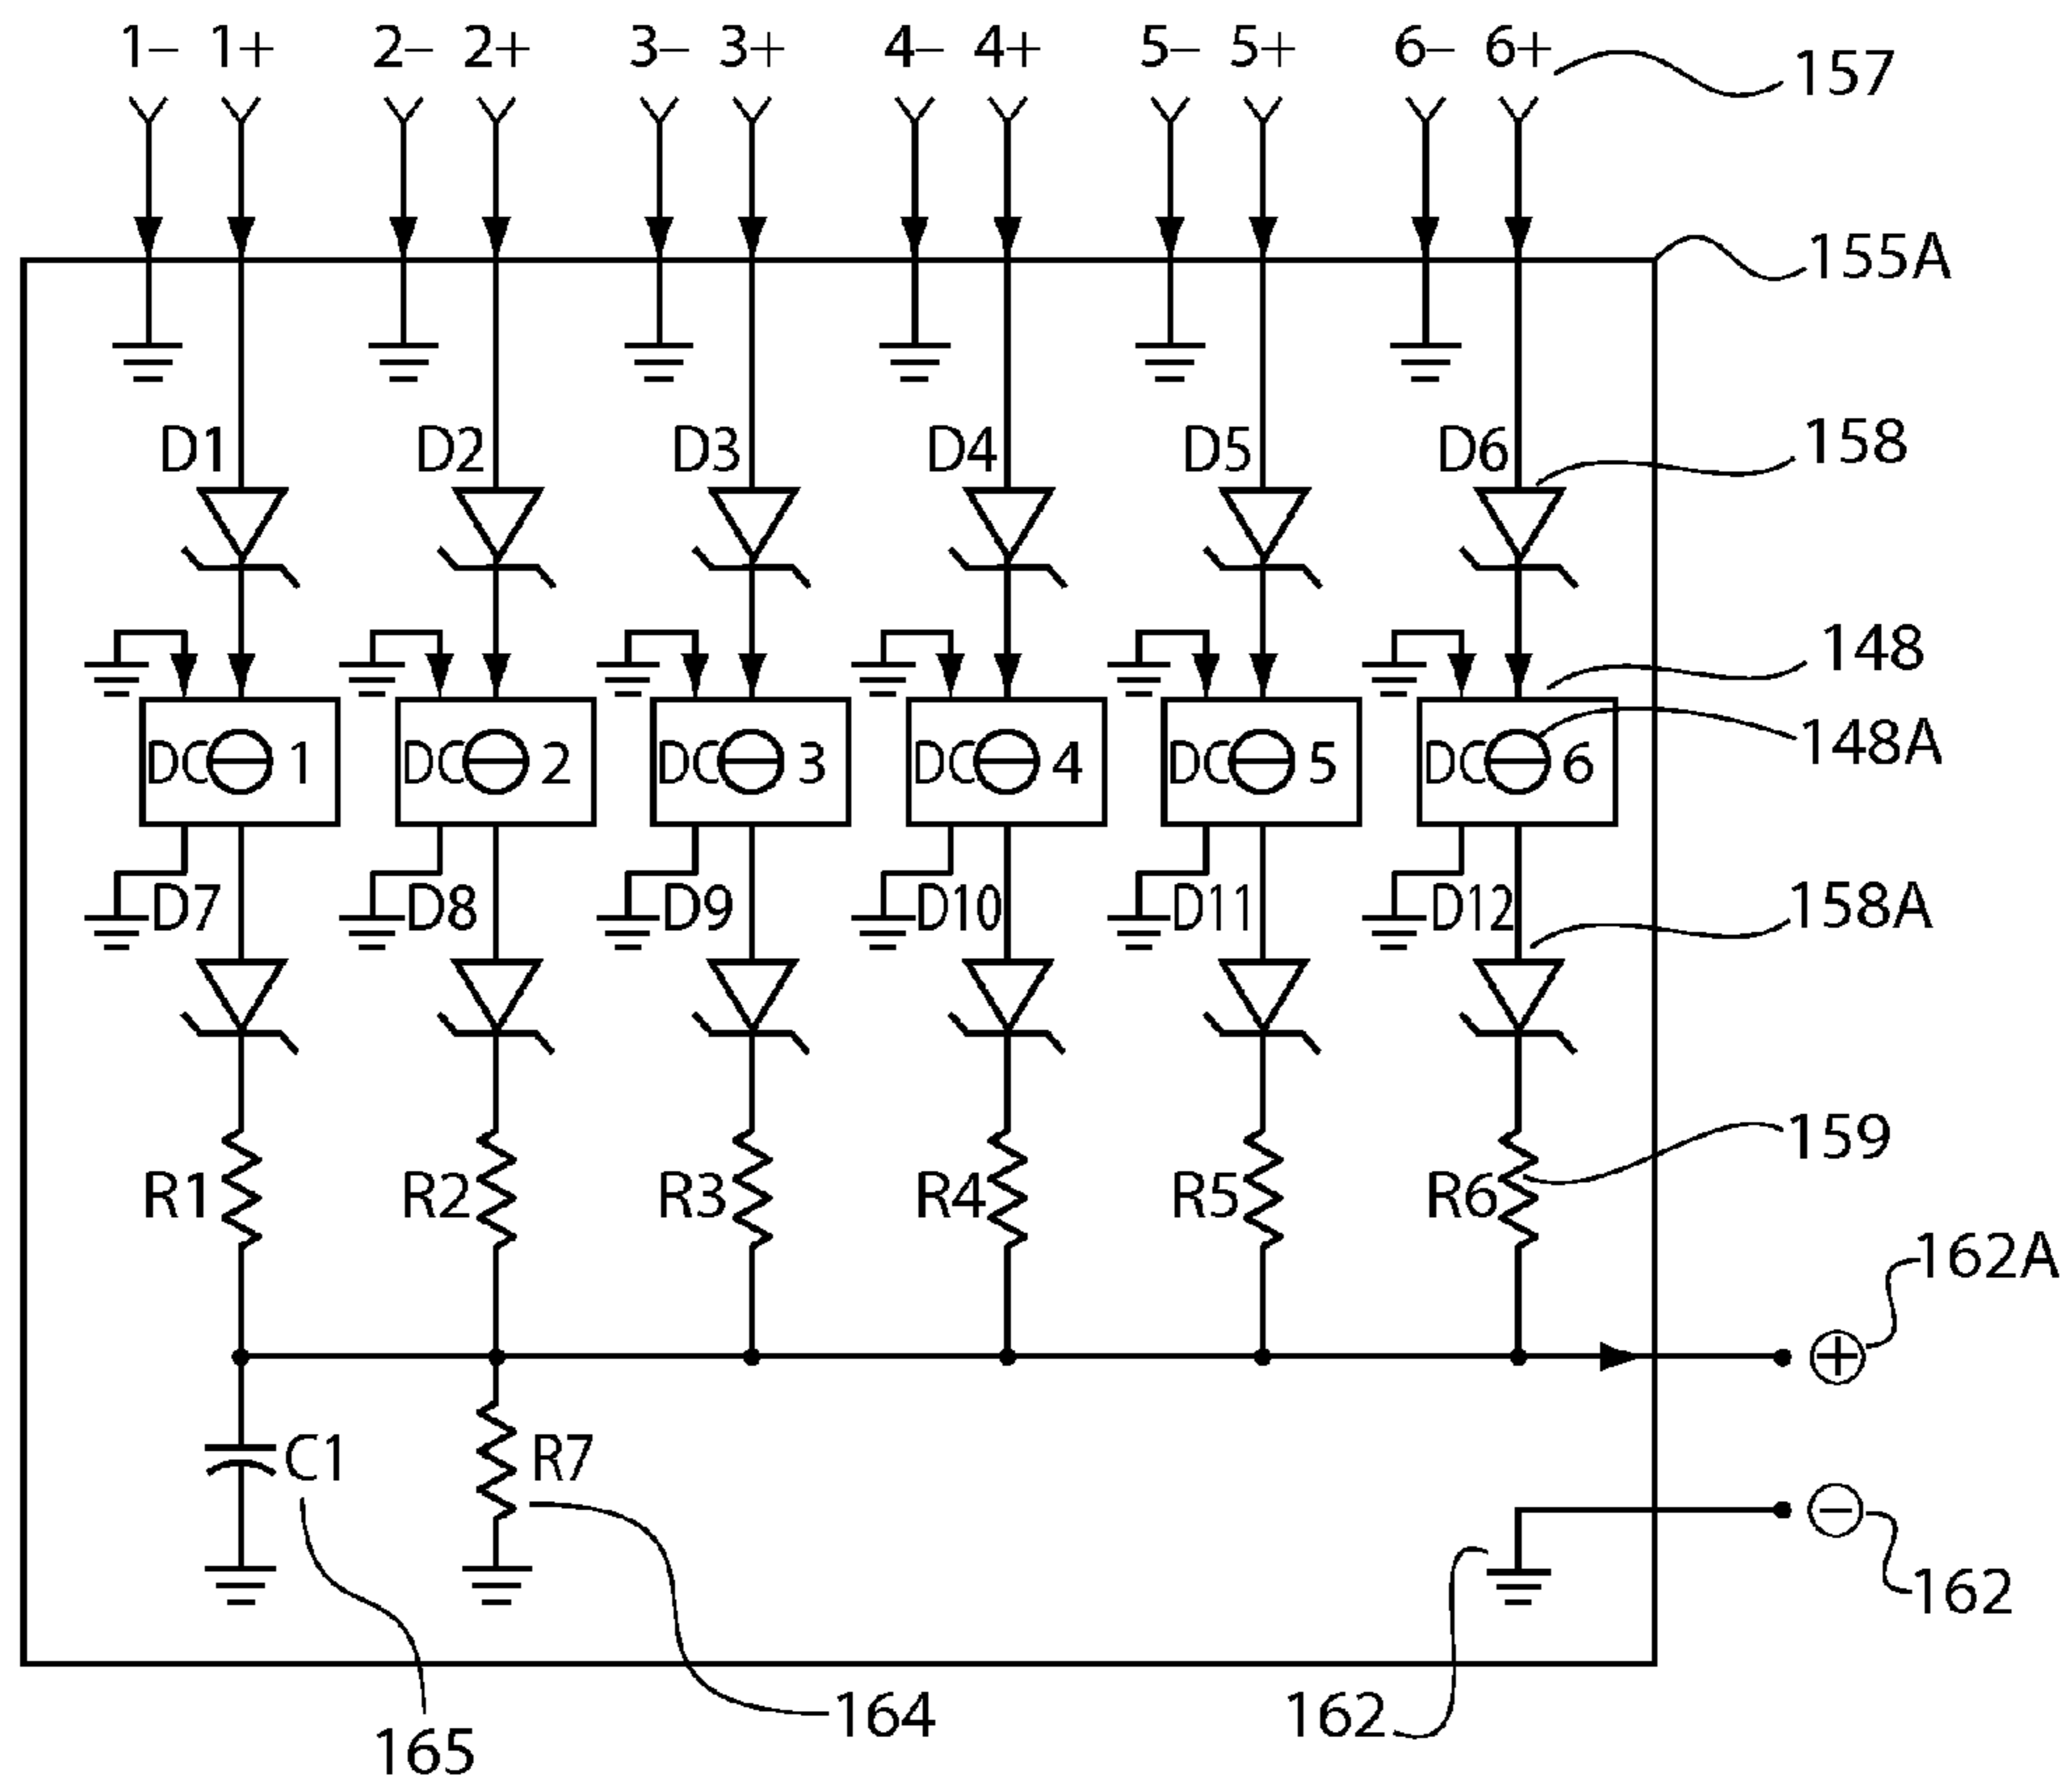 1– 1+ 2– 2+ 3– 3+ 4– 4+ 5– 5+ 6– 6+
157
155A
D1 D2 D3 D4 D5 D6
158
148
DC 1 DC 2 DC 3 DC 4 DC 5 DC 6
148A
D7 D8 D9 D10 D11 D12
158A
159
R1 R2 R3 R4 R5 R6
162A
+
C1 R7
–
162
162
164
165